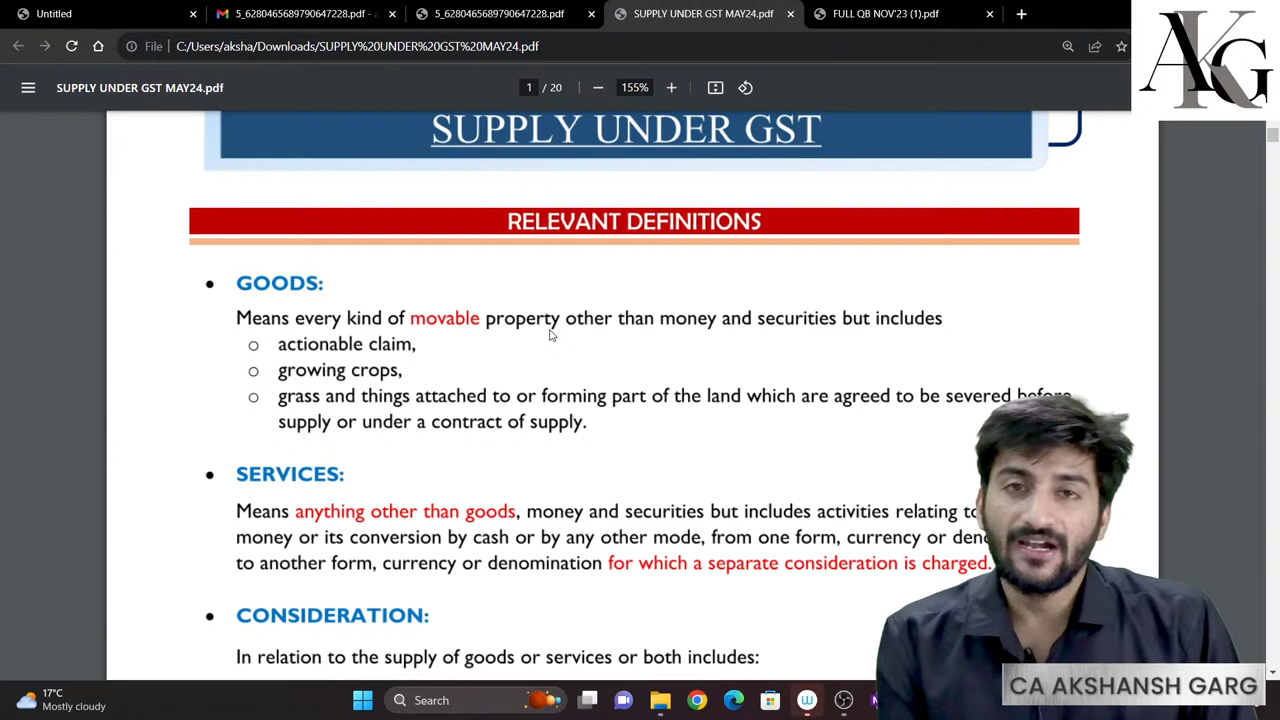 Untitled
5_6280465689790647228.pdf - a
5_6280465689790647228.pdf
SUPPLY UNDER GST MAY24.pdf
FULL QB NOV'23 (1).pdf
File
C:/Users/aksha/Downloads/SUPPLY%20UNDER%20GST%20MAY24.pdf
AKG
SUPPLY UNDER GST MAY24.pdf
1 / 20
155%
SUPPLY UNDER GST
RELEVANT DEFINITIONS
• GOODS:
Means every kind of movable property other than money and securities but includes
o actionable claim,
o growing crops,
o grass and things attached to or forming part of the land which are agreed to be severed before
supply or under a contract of supply.
• SERVICES:
Means anything other than goods, money and securities but includes activities relating to
money or its conversion by cash or by any other mode, from one form, currency or
to another form, currency or denomination for which a separate consideration is charged.
• CONSIDERATION:
In relation to the supply of goods or services or both includes:
CA AKSHANSH GARG
17°C
Mostly cloudy
Search